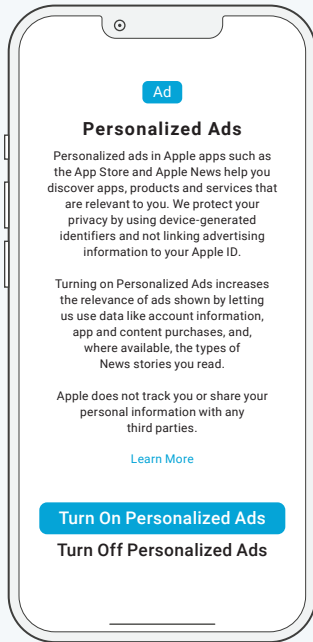 Ad
Personalized Ads
Personalized ads in Apple apps such as
the App Store and Apple News help you
discover apps, products and services that
are relevant to you. We protect your
privacy by using device-generated
identifiers and not linking advertising
information to your Apple ID.
Turning on Personalized Ads increases
the relevance of ads shown by letting
us use data like account information,
app and content purchases, and,
where available, the types of
News stories you read.
Apple does not track you or share your
personal information with any
third parties.
Learn More
Turn On Personalized Ads
Turn Off Personalized Ads